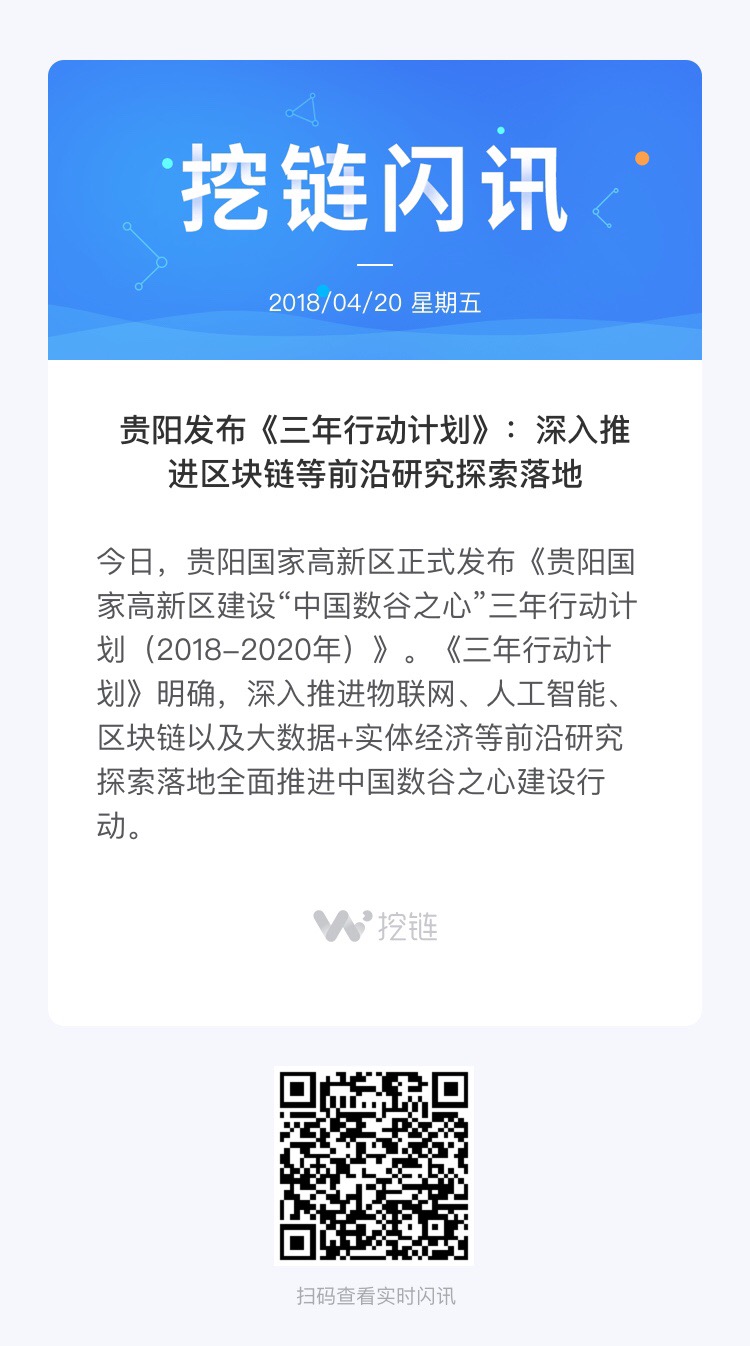 挖链闪讯
2018/04/20 星期五
贵阳发布《三年行动计划》：深入推
进区块链等前沿研究探索落地
今日，贵阳国家高新区正式发布《贵阳国
家高新区建设“中国数谷之心”三年行动计
划（2018-2020年）》。《三年行动计
划》明确，深入推进物联网、人工智能、
区块链以及大数据+实体经济等前沿研究
探索落地全面推进中国数谷之心建设行
动。
挖链
扫码查看实时闪讯